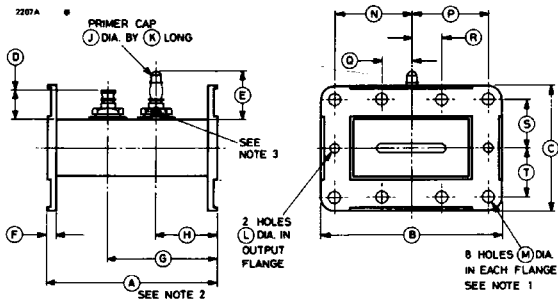 2207A
N
P
PRIMER CAP
J DIA. BY K LONG
R
D
Q
E
S
C
SEE
NOTE 3
T
2 HOLES
L DIA. IN
OUTPUT
FLANGE
F
H
B
8 HOLES M DIA.
IN EACH FLANGE
SEE NOTE 1
G
A
SEE NOTE 2